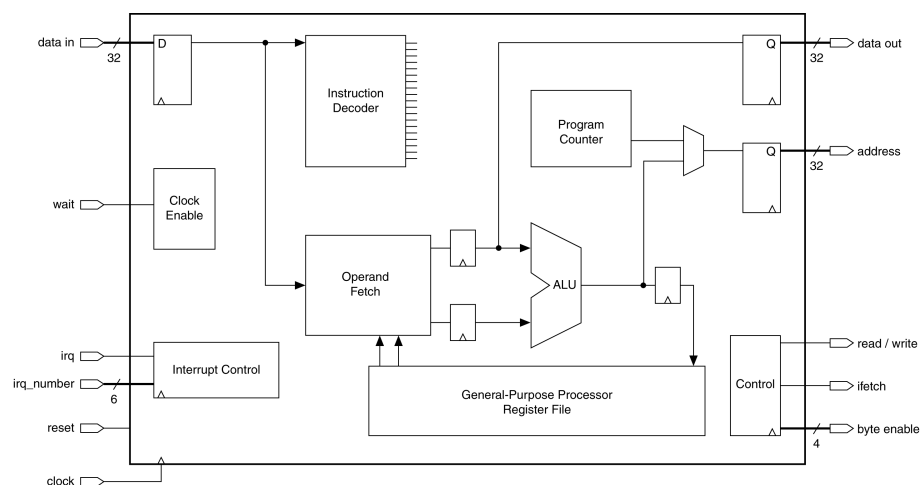 data in
32
D
Instruction
Decoder
Q
32
data out
Program
Counter
Q
32
address
wait
Clock
Enable
Operand
Fetch
ALU
irq
irq_number
6
Interrupt Control
General-Purpose Processor
Register File
Control
read / write
ifetch
byte enable
4
reset
clock